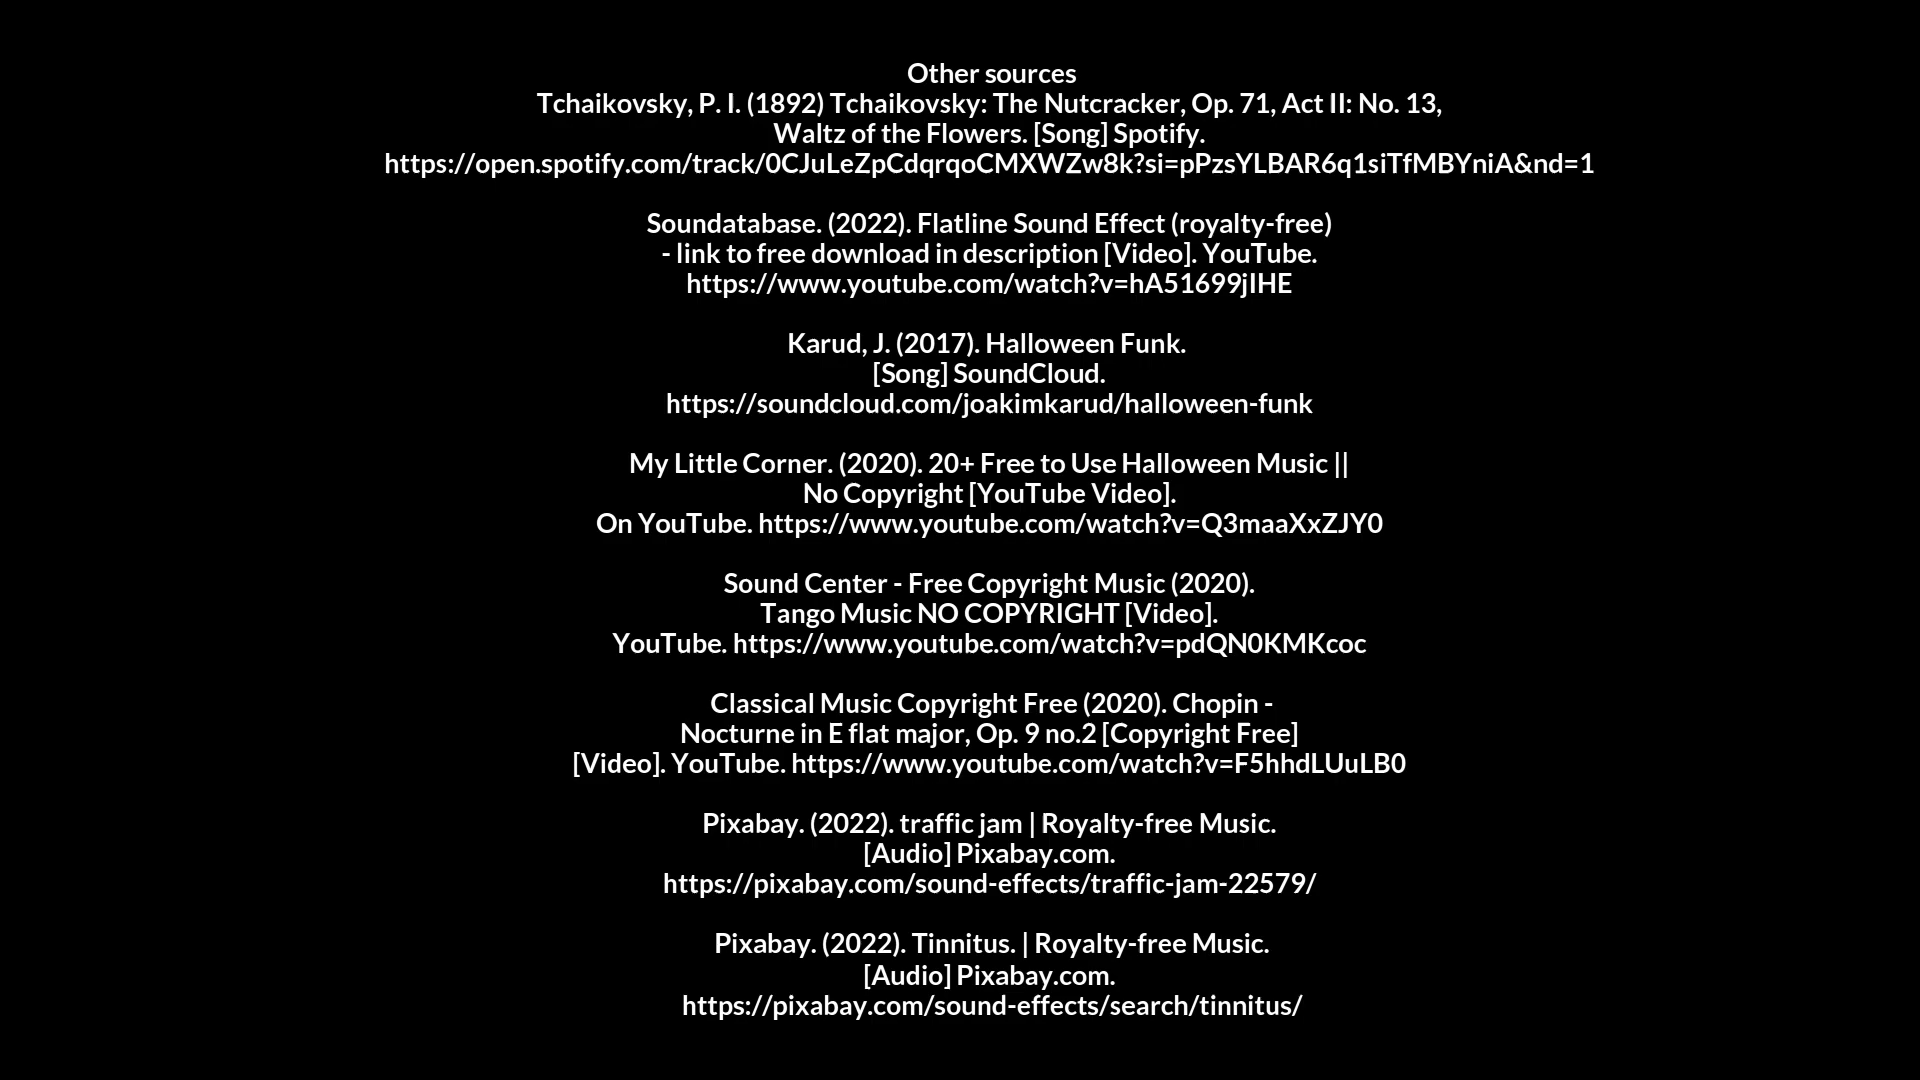 Other sources
Tchaikovsky, P. I. (1892) Tchaikovsky: The Nutcracker, Op. 71, Act II: No. 13,
Waltz of the Flowers. [Song] Spotify.
https://open.spotify.com/track/0CJuLeZpCdqrqoCMXWZw8k?si=pPzsYLBAR6q1siTfMBYniA&nd=1
Soundatabase. (2022). Flatline Sound Effect (royalty-free)
- link to free download in description [Video]. YouTube.
https://www.youtube.com/watch?v=hA51699jIHE
Karud, J. (2017). Halloween Funk.
[Song] SoundCloud.
https://soundcloud.com/joakimkarud/halloween-funk
My Little Corner. (2020). 20+ Free to Use Halloween Music ||
No Copyright [YouTube Video].
On YouTube. https://www.youtube.com/watch?v=Q3maaXxZJY0
Sound Center - Free Copyright Music (2020).
Tango Music NO COPYRIGHT [Video].
YouTube. https://www.youtube.com/watch?v=pdQN0KMKcoc
Classical Music Copyright Free (2020). Chopin -
Nocturne in E flat major, Op. 9 no.2 [Copyright Free]
[Video]. YouTube. https://www.youtube.com/watch?v=F5hhdLUuLB0
Pixabay. (2022). traffic jam | Royalty-free Music.
[Audio] Pixabay.com.
https://pixabay.com/sound-effects/traffic-jam-22579/
Pixabay. (2022). Tinnitus. | Royalty-free Music.
[Audio] Pixabay.com.
https://pixabay.com/sound-effects/search/tinnitus/